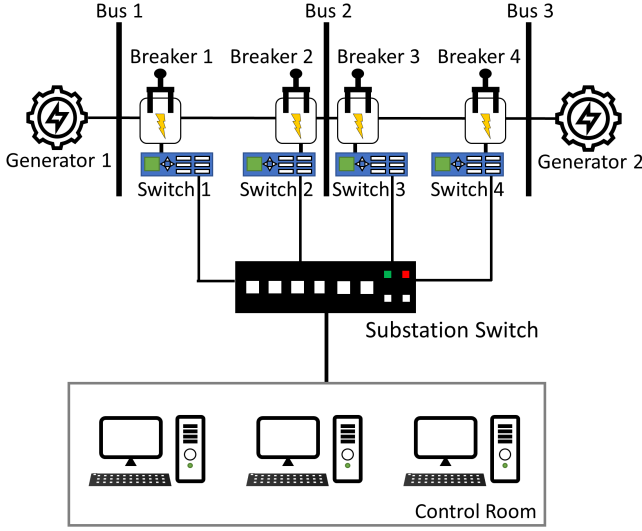 Bus 1
Bus 2
Bus 3
Breaker 1
Breaker 2
Breaker 3
Breaker 4
Generator 1
Generator 2
Switch 1
Switch 2
Switch 3
Switch 4
Substation Switch
Control Room